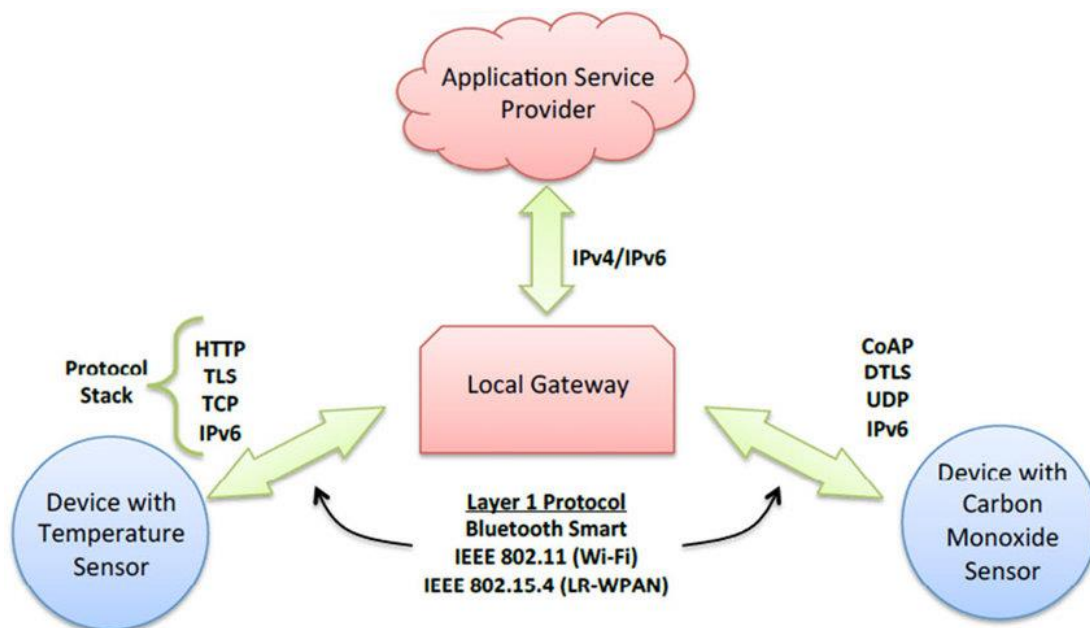 Application Service
Provider
IPv4/IPv6
Protocol
Stack
HTTP
TLS
TCP
IPv6
Local Gateway
CoAP
DTLS
UDP
IPv6
Device with
Temperature
Sensor
Layer 1 Protocol
Bluetooth Smart
IEEE 802.11 (Wi-Fi)
IEEE 802.15.4 (LR-WPAN)
Device with
Carbon
Monoxide
Sensor